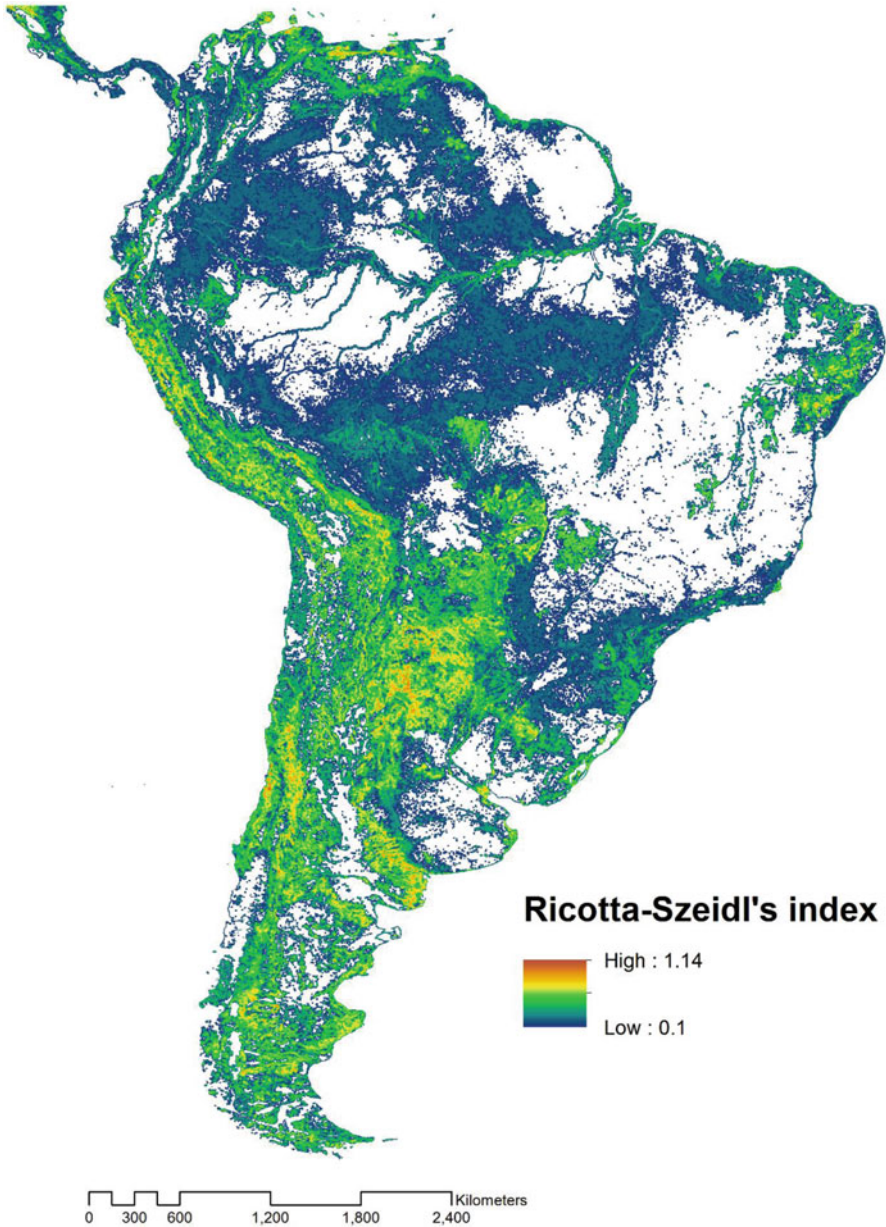 Ricotta-Szeidl's index
High : 1.14
Low : 0.1
Kilometers
0 300 600 1,200 1,800 2,400